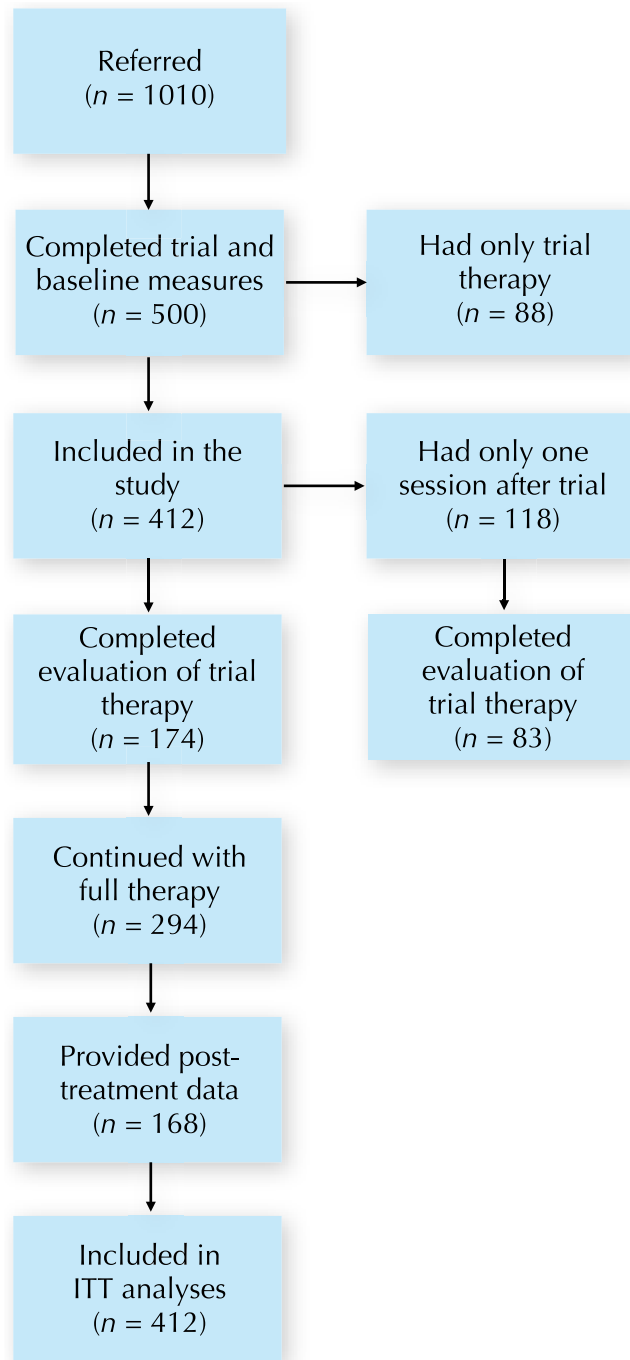 Referred
(n = 1010)
Completed trial and
baseline measures
(n = 500)
Had only trial
therapy
(n = 88)
Included in the
study
(n = 412)
Had only one
session after trial
(n = 118)
Completed
evaluation of trial
therapy
(n = 174)
Completed
evaluation of
trial therapy
(n = 83)
Continued with
full therapy
(n = 294)
Provided post-
treatment data
(n = 168)
Included in
ITT analyses
(n = 412)